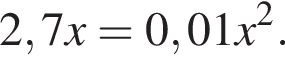 2,7x = 0,01x².